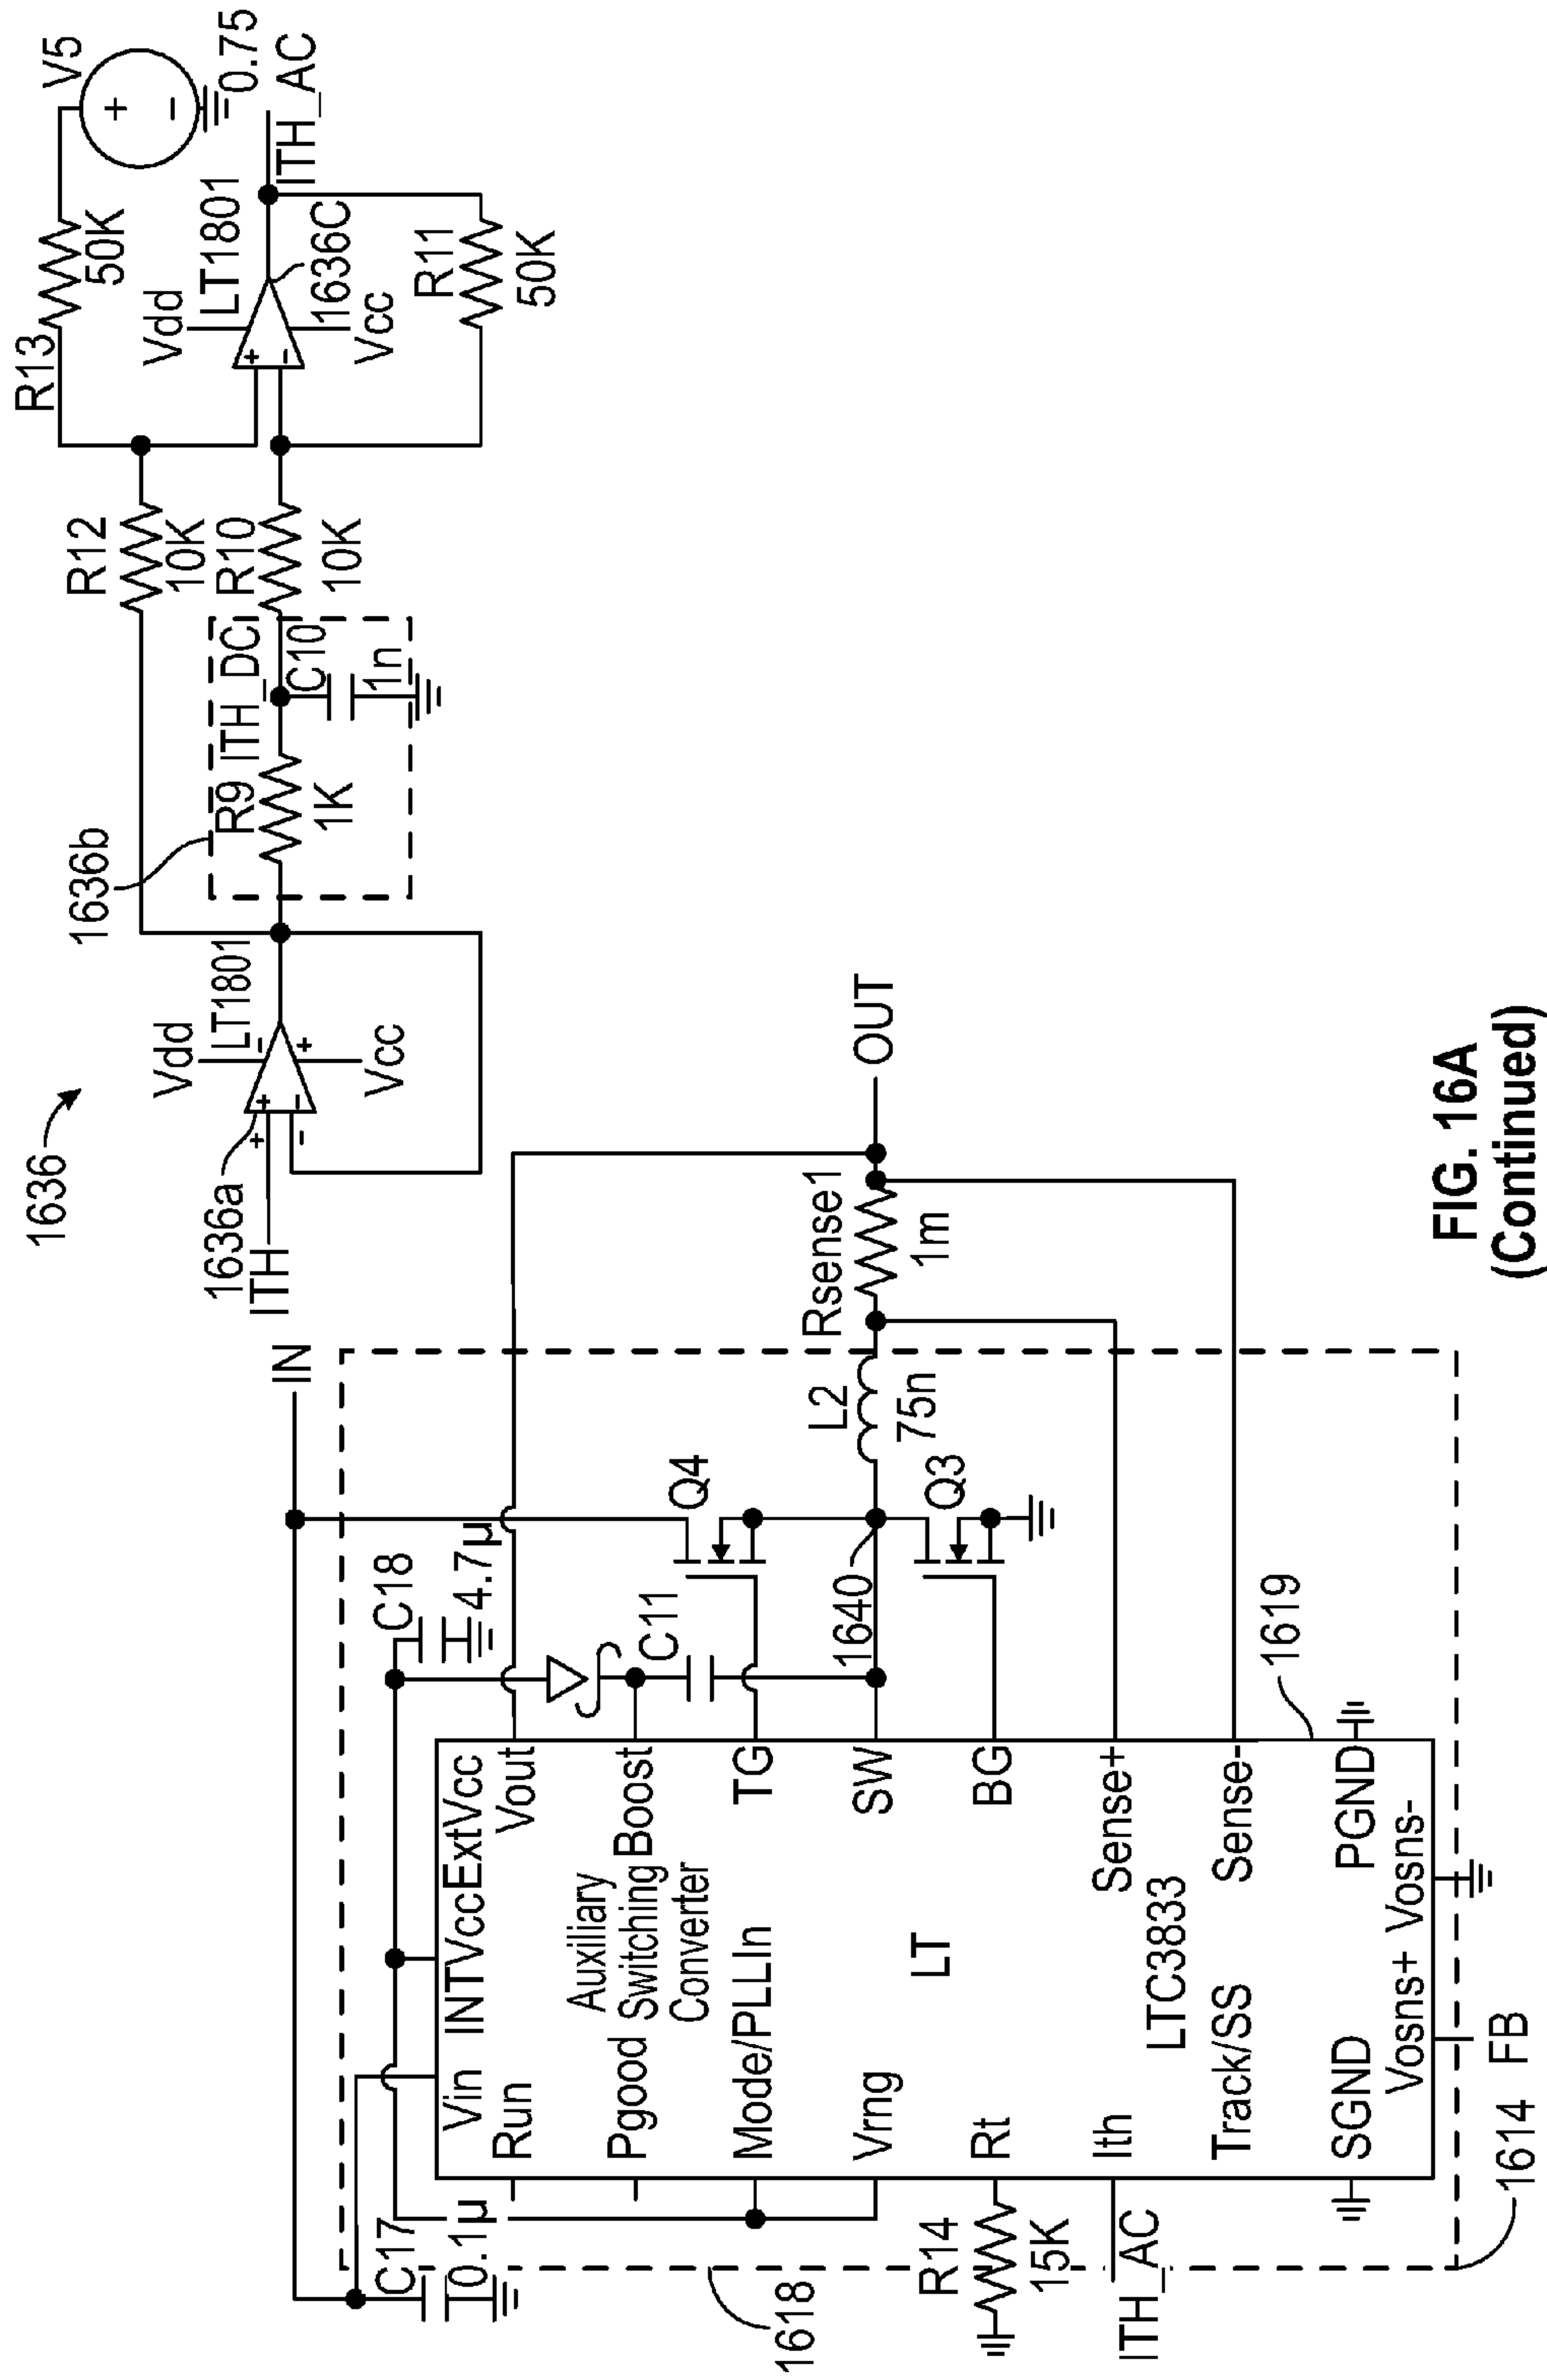 1636
1636a
ITH
Vdd
LT1801
+
-
+
-
-
+
Vcc
1636b
R9
1K
ITH_DC
C10
1n
R12
10K
R10
10K
R13
50K
V5
+
-
0.75
Vdd
LT1801
+
-
1636C
Vcc
ITH_AC
R11
50K
IN
C17
0.1µ
C18
4.7µ
C11
Q4
1640
Q3
L2
75n
Rsense1
1m
OUT
Vin
INTVcc
ExtVcc
Run
Vout
Pgood
Boost
Auxiliary
Switching
Converter
Mode/PLLIn
TG
Vrng
SW
LT
Rt
BG
Ith
LTC3833
Sense+
Track/SS
Sense-
SGND
PGND
Vosns+
Vosns-
FB
R14
15K
ITH_AC
1618
1614
1619
FIG. 16A
(Continued)